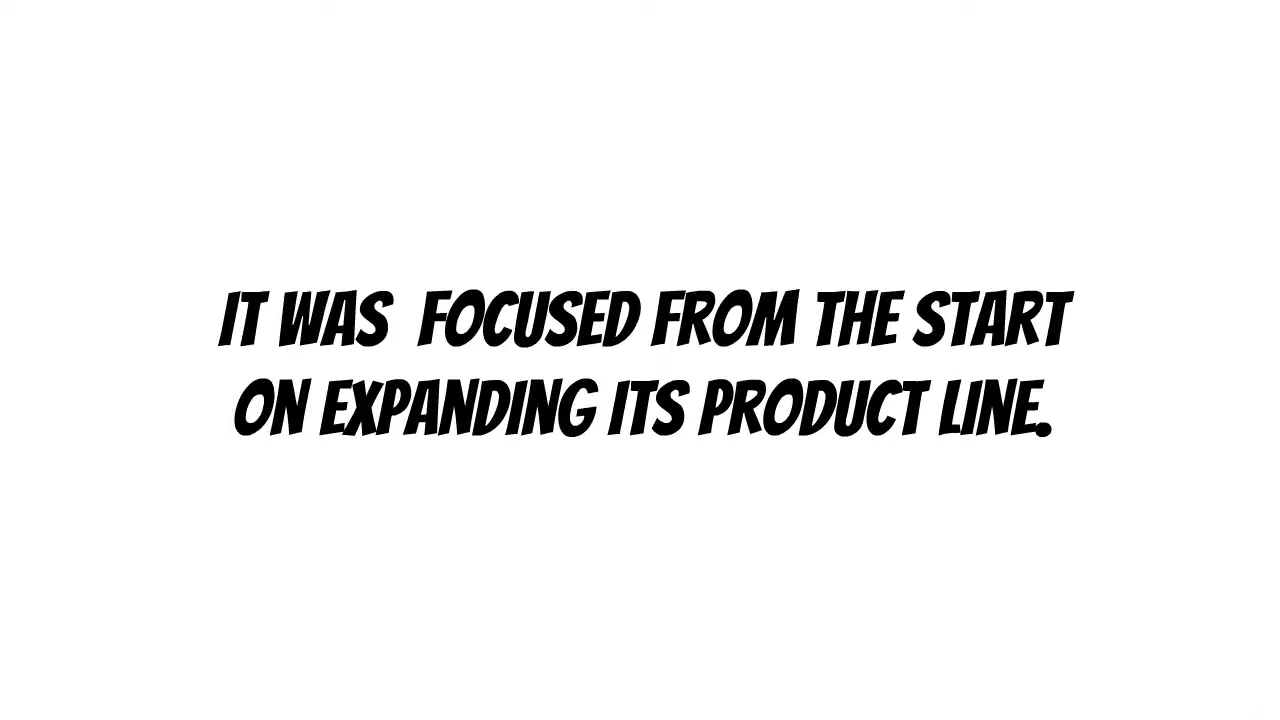 IT WAS  FOCUSED FROM THE START
ON EXPANDING ITS PRODUCT LINE.